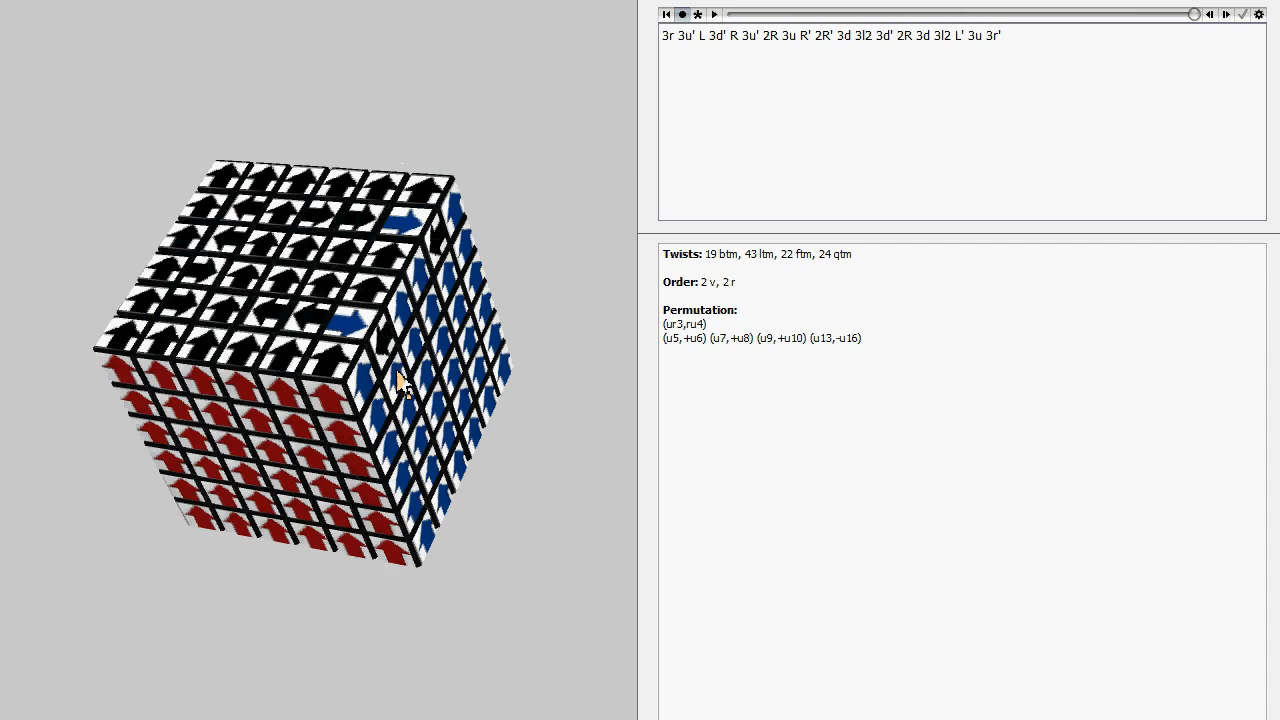 3r 3u' L 3d' R 3u' 2R 3u R' 2R' 3d 3l2 3d' 2R 3d 3l2 L' 3u 3r'
Twists: 19 btm, 43 ltm, 22 ftm, 24 qtm
Order: 2 v, 2 r
Permutation:
(ur3,ru4)
(u5,+u6) (u7,+u8) (u9,+u10) (u13,-u16)